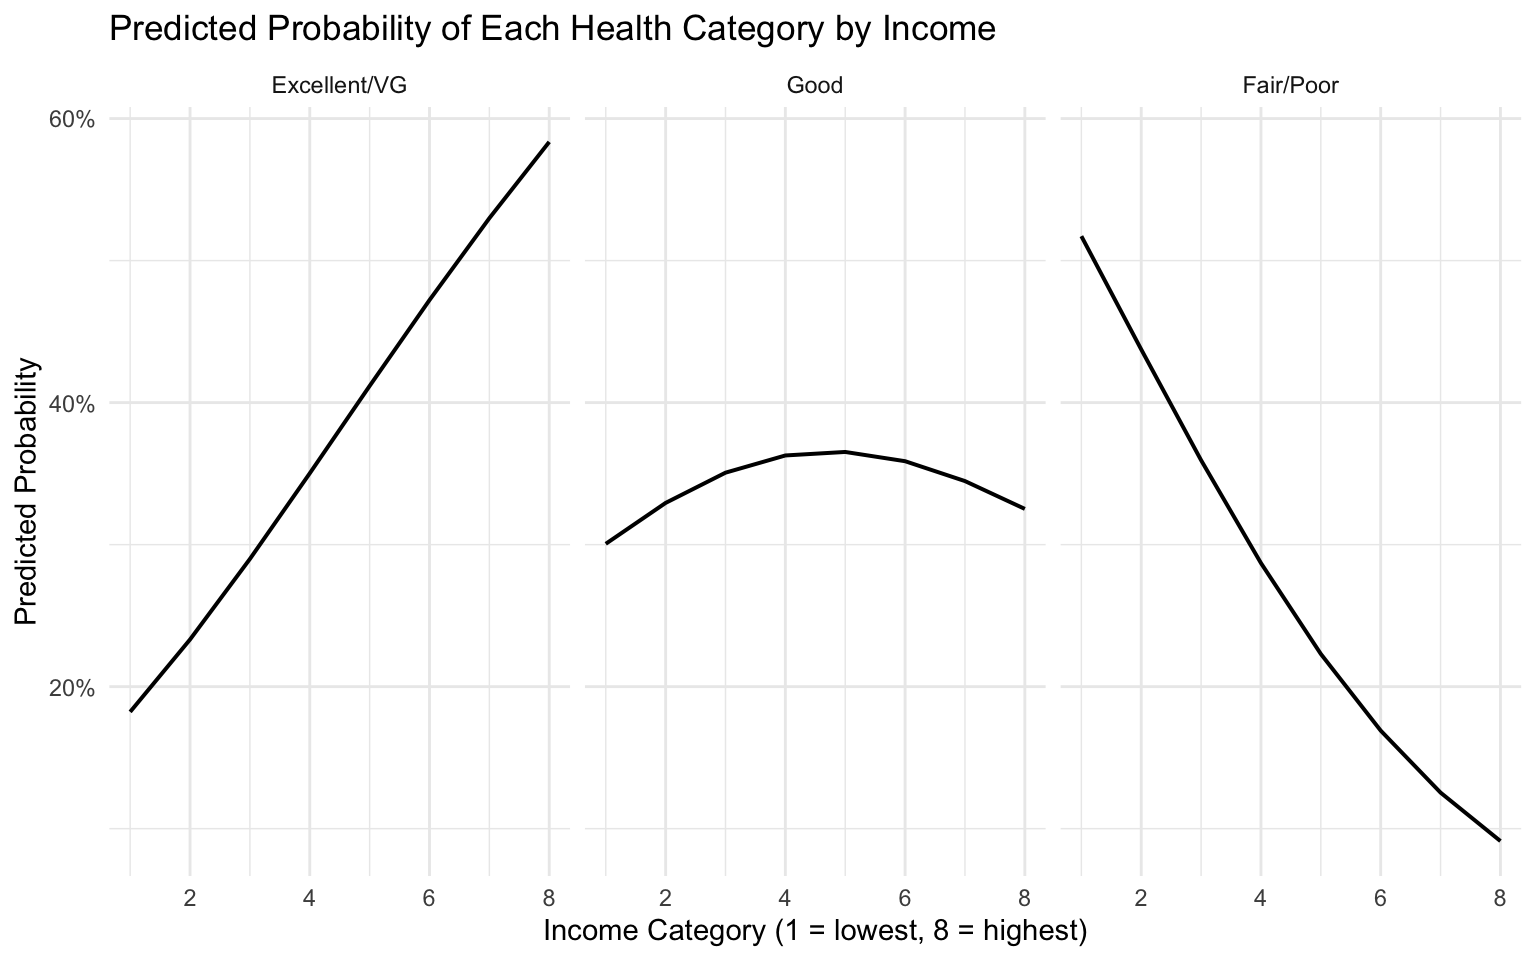 Predicted Probability of Each Health Category by Income
Excellent/VG
Good
Fair/Poor
60%
40%
20%
Predicted Probability
2 4 6 8
2 4 6 8
2 4 6 8
Income Category (1 = lowest, 8 = highest)